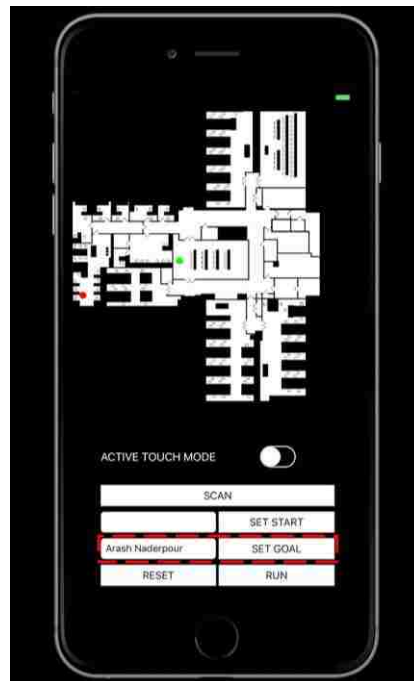 ACTIVE TOUCH MODE
SCAN
SET START
Arash Naderpour SET GOAL
RESET RUN